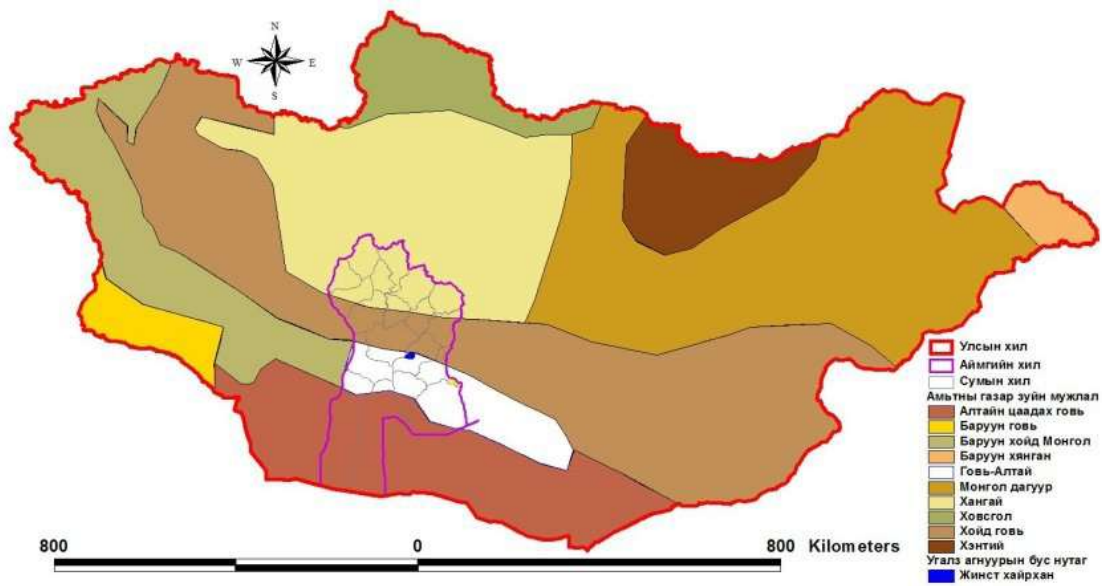 N
W E
S
Улсын хил
Аймгийн хил
Сумын хил
Амьтны газар зүйн мужлал
Алтайн цаадах говь
Баруун говь
Баруун хойд Монгол
Баруун хянган
Говь-Алтай
Монгол дагуур
Хангай
Ховсгол
Хойд говь
Хэнтий
Угалз агнуурын бус нутаг
Жинст хайрхан
800 0 800 Kilometers